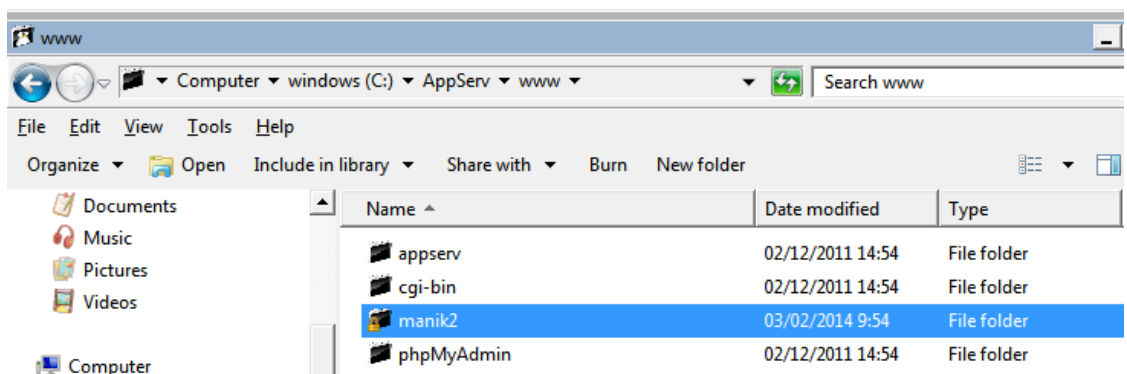 www
Computer windows (C:) AppServ www Search www
File Edit View Tools Help
Organize Open Include in library Share with Burn New folder
Documents
Music
Pictures
Videos
Computer
Name Date modified Type
appserv 02/12/2011 14:54 File folder
cgi-bin 02/12/2011 14:54 File folder
manik2 03/02/2014 9:54 File folder
phpMyAdmin 02/12/2011 14:54 File folder